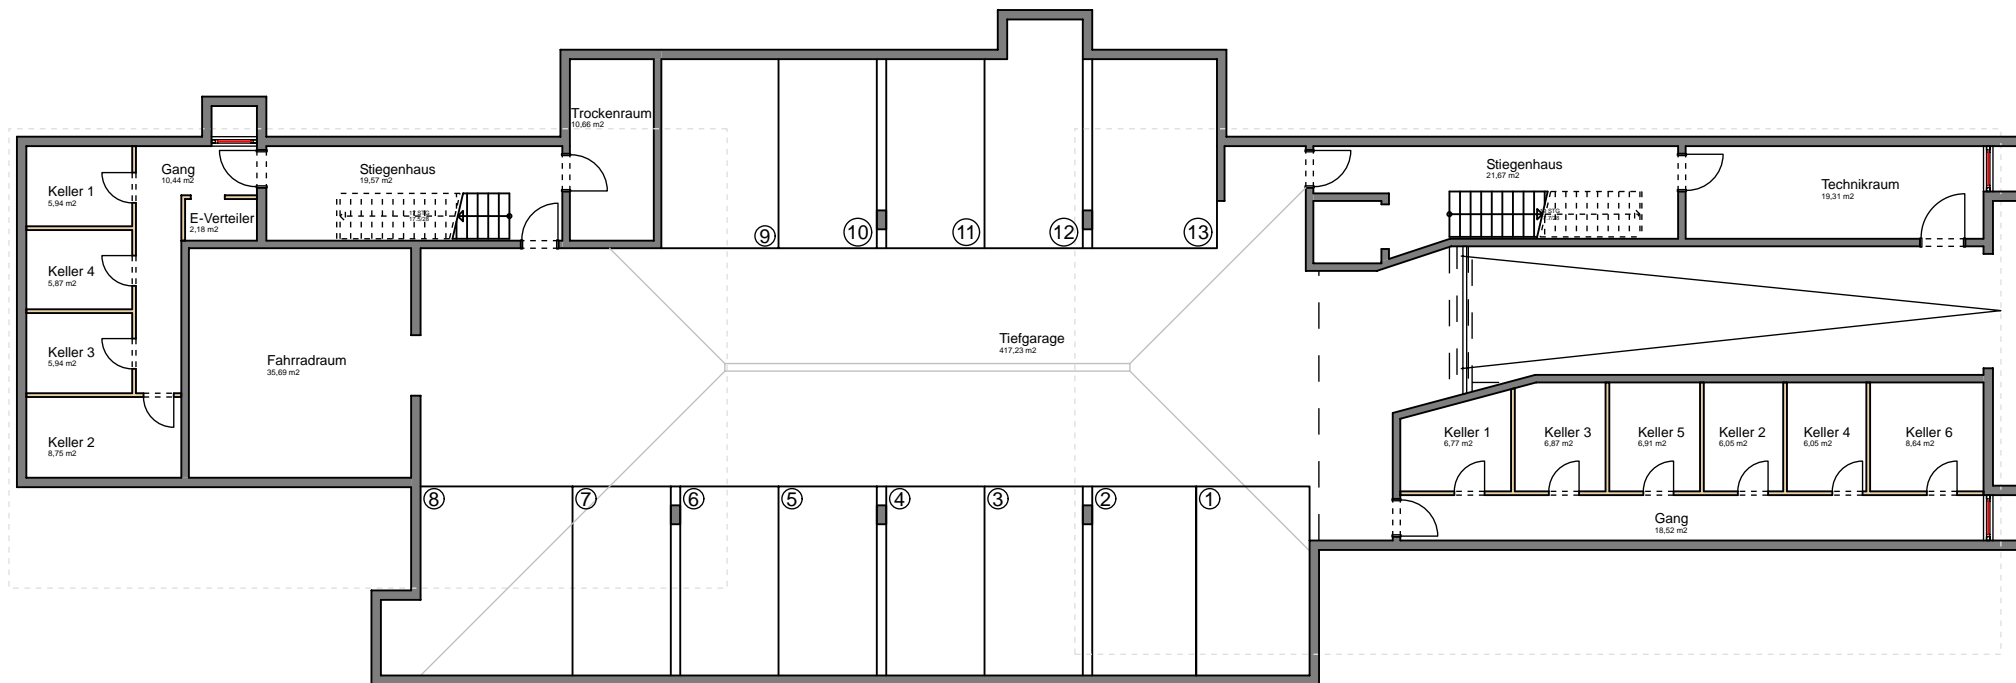 Trockenraum
10,66 m2
Gang
10,44 m2
Stiegenhaus
19,57 m2
Stiegenhaus
21,67 m2
Technikraum
19,31 m2
Keller 1
5,94 m2
E-Verteiler
2,18 m2
9
10
11
12
13
Keller 4
5,87 m2
Keller 3
5,94 m2
Fahrradraum
35,69 m2
Tiefgarage
417,23 m2
Keller 2
8,75 m2
Keller 1
6,77 m2
Keller 3
6,87 m2
Keller 5
6,91 m2
Keller 2
6,05 m2
Keller 4
6,05 m2
Keller 6
8,64 m2
8
7
6
5
4
3
2
1
Gang
18,52 m2